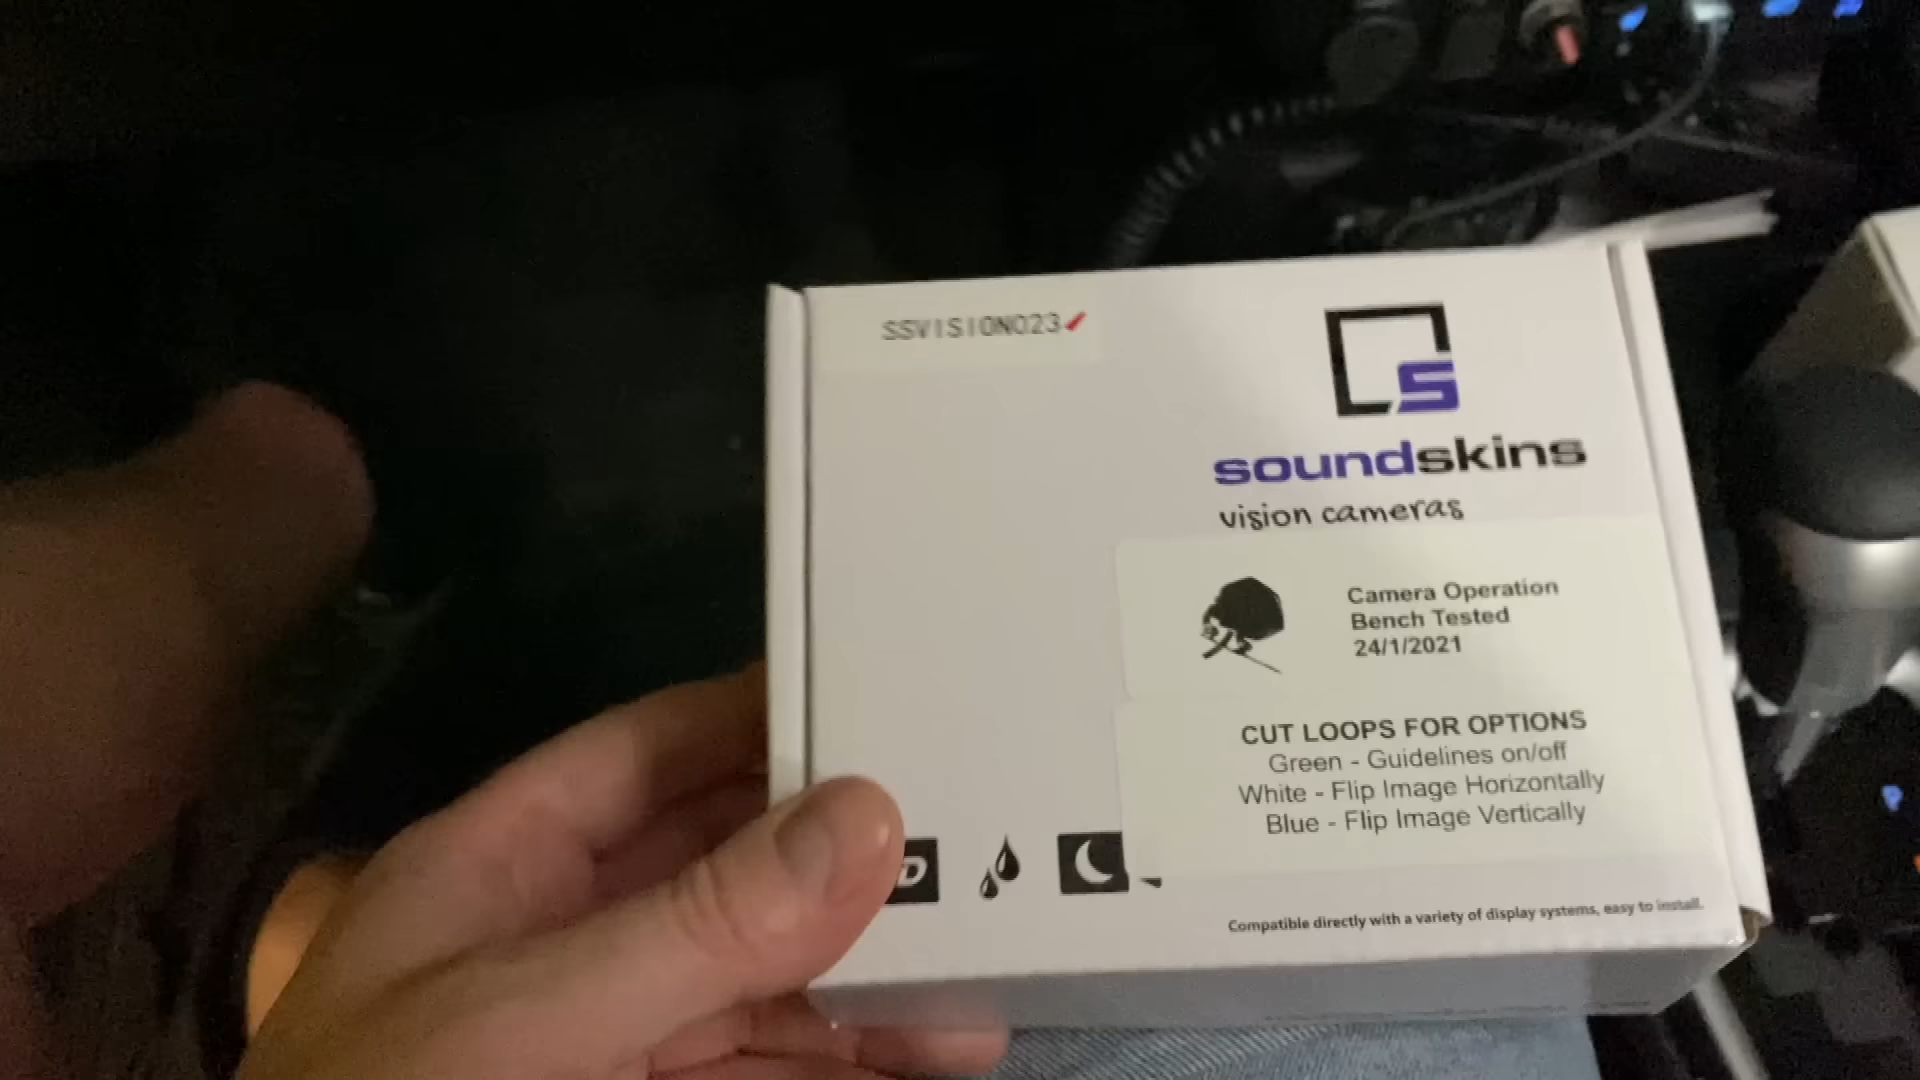 SSVISION023
soundskins
vision cameras
Camera Operation
Bench Tested
24/1/2021
CUT LOOPS FOR OPTIONS
Green - Guidelines on/off
White - Flip Image Horizontally
Blue - Flip Image Vertically
Compatible directly with a variety of display systems, easy to install.